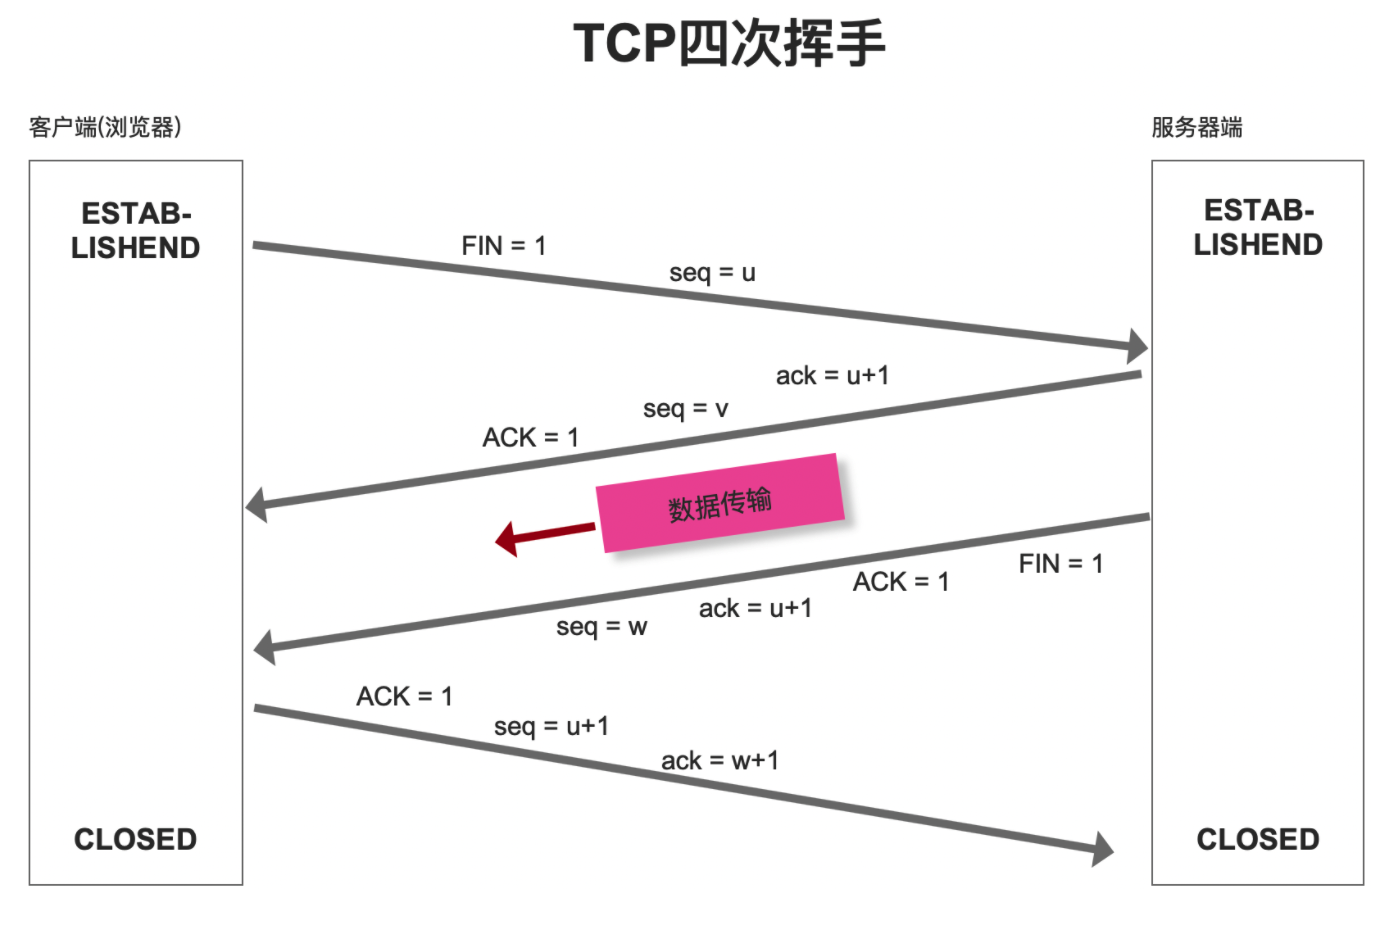 TCP四次挥手
客户端(浏览器)
服务器端
ESTAB-
LISHEND
ESTAB-
LISHEND
FIN = 1
seq = u
ack = u+1
seq = v
ACK = 1
数据传输
FIN = 1
ACK = 1
ack = u+1
seq = w
ACK = 1
seq = u+1
ack = w+1
CLOSED
CLOSED